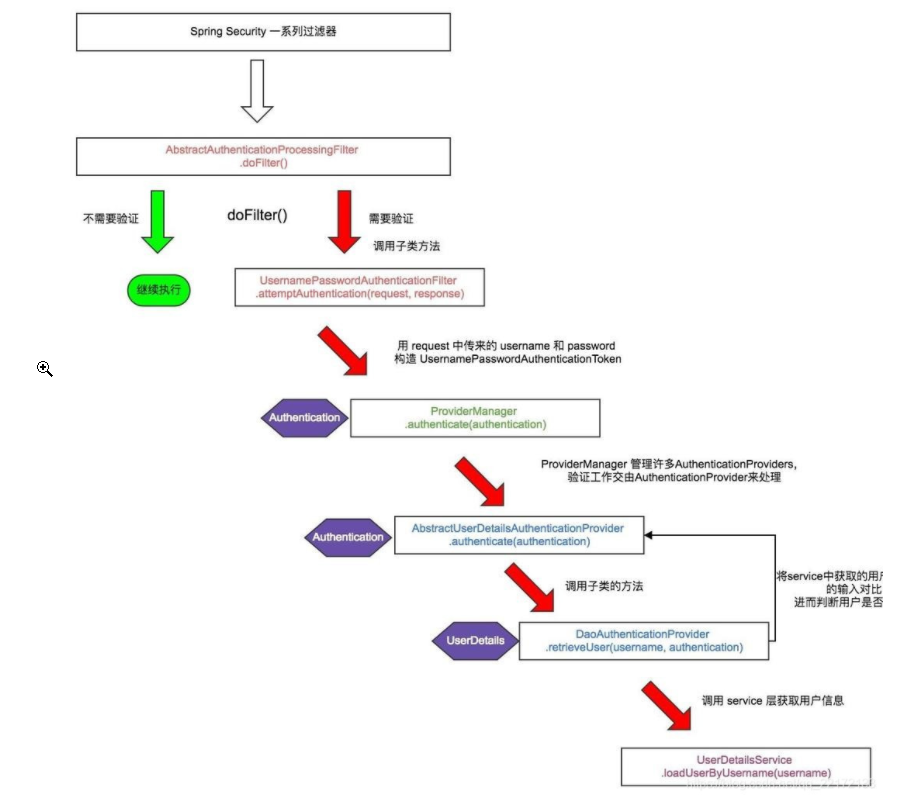 Spring Security 一系列过滤器
AbstractAuthenticationProcessingFilter
.doFilter()
不需要验证
doFilter()
需要验证
调用子类方法
继续执行
UsernamePasswordAuthenticationFilter
.attemptAuthentication(request, response)
用 request 中传来的 username 和 password
构造 UsernamePasswordAuthenticationToken
Authentication
ProviderManager
.authenticate(authentication)
ProviderManager 管理许多AuthenticationProviders,
验证工作交由AuthenticationProvider来处理
Authentication
AbstractUserDetailsAuthenticationProvider
.authenticate(authentication)
将service中获取的用
的输入对比
进而判断用户是否
调用子类的方法
UserDetails
DaoAuthenticationProvider
.retrieveUser(username, authentication)
调用 service 层获取用户信息
UserDetailsService
.loadUserByUsername(username)